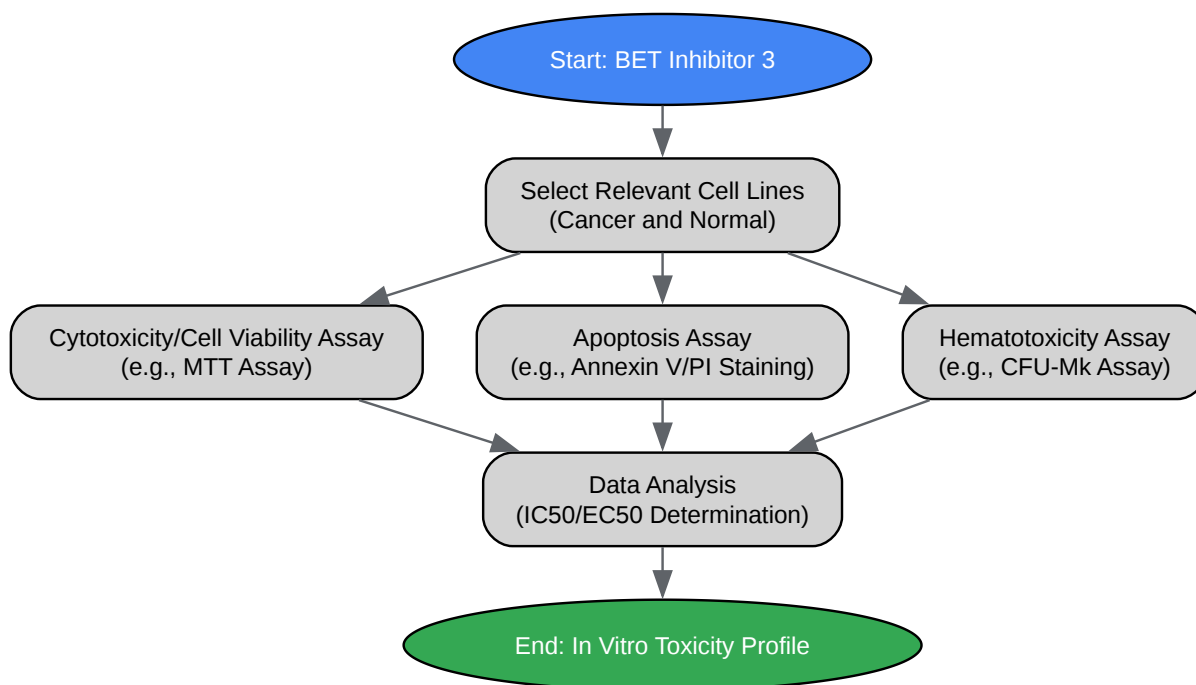 Start: BET Inhibitor 3
Select Relevant Cell Lines
(Cancer and Normal)
Cytotoxicity/Cell Viability Assay
(e.g., MTT Assay)
Apoptosis Assay
(e.g., Annexin V/PI Staining)
Hematotoxicity Assay
(e.g., CFU-Mk Assay)
Data Analysis
(IC50/EC50 Determination)
End: In Vitro Toxicity Profile